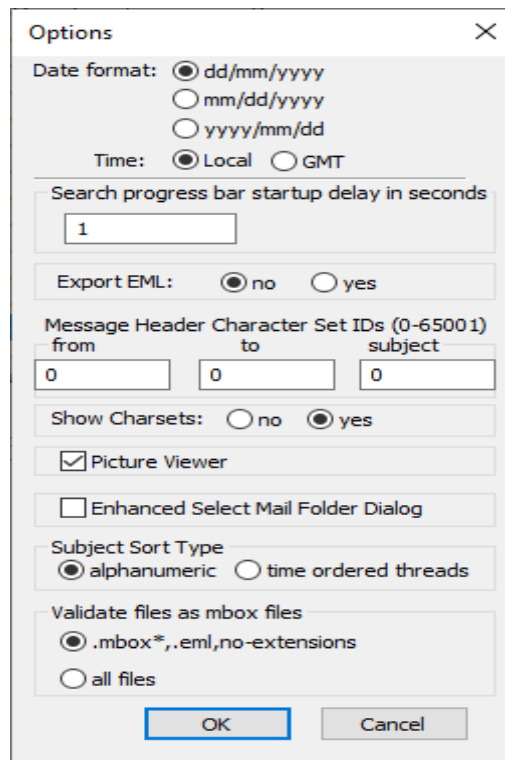 Options
Date format: dd/mm/yyyy
mm/dd/yyyy
yyyy/mm/dd
Time: Local GMT
Search progress bar startup delay in seconds
1
Export EML: no yes
Message Header Character Set IDs (0-65001)
from to subject
0 0 0
Show Charsets: no yes
Picture Viewer
Enhanced Select Mail Folder Dialog
Subject Sort Type
alphanumeric time ordered threads
Validate files as mbox files
.mbox*,.eml,no-extensions
all files
OK Cancel